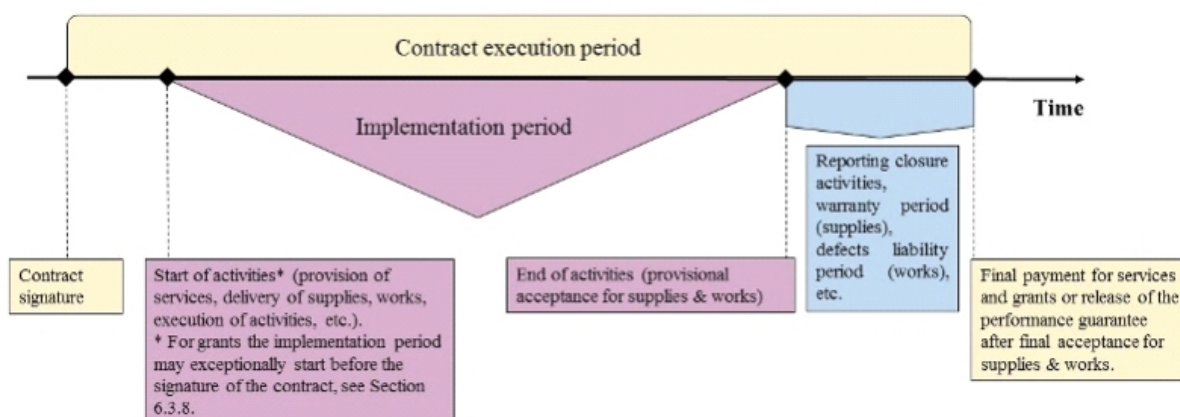 Contract execution period
Time
Implementation period
Contract
signature
Start of activities* (provision of
services, delivery of supplies, works,
execution of activities, etc.).
* For grants the implementation period
may exceptionally start before the
signature of the contract, see Section
6.3.8.
End of activities (provisional
acceptance for supplies & works)
Reporting closure
activities,
warranty period
(supplies),
defects liability
period (works),
etc.
Final payment for services
and grants or release of the
performance guarantee
after final acceptance for
supplies & works.